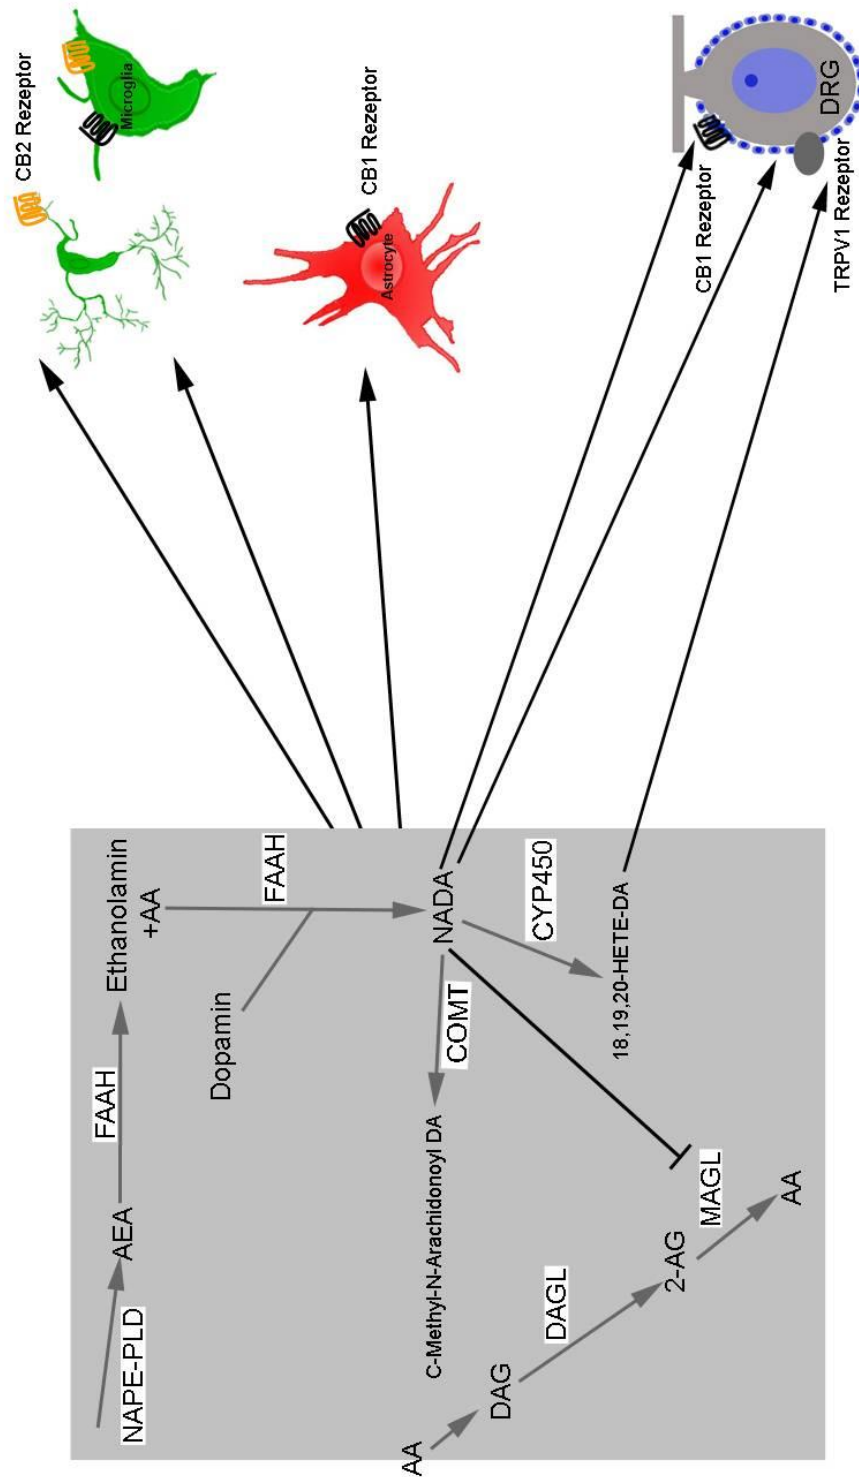 NAPE-PLD
AEA
FAAH
Ethanolamin
+AA
Dopamin
FAAH
C-Methyl-N-Arachidonoyl DA
COMT
NADA
CYP450
18,19,20-HETE-DA
AA
DAG
DAGL
2-AG
MAGL
AA
CB2 Rezeptor
Microglia
CB1 Rezeptor
Astrocyte
CB1 Rezeptor
DRG
TRPV1 Rezeptor